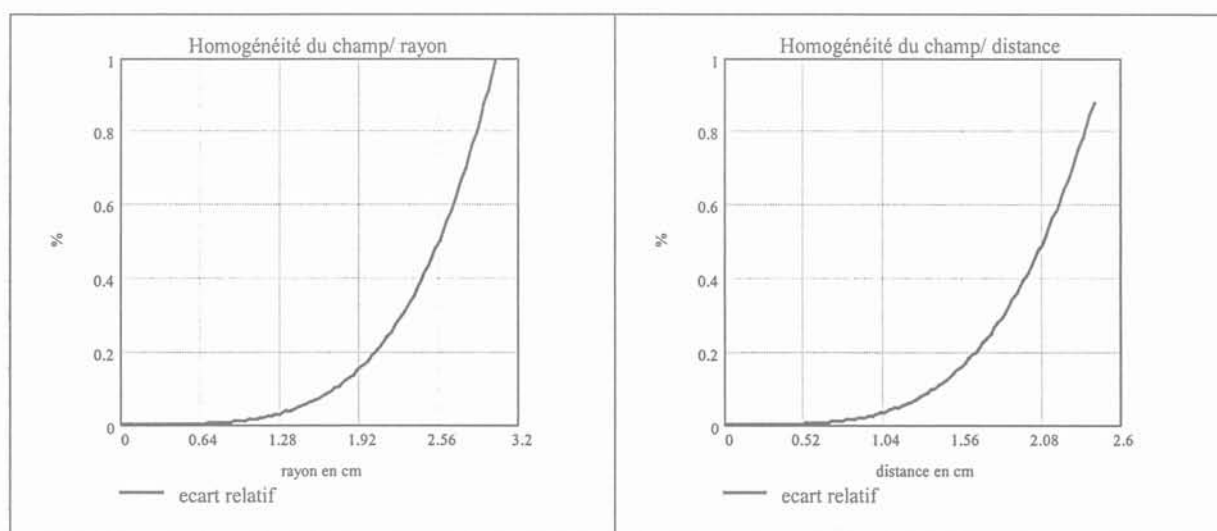 Homogénéité du champ/ rayon
1
0.8
0.6
%
0.4
0.2
0
0 0.64 1.28 1.92 2.56 3.2
rayon en cm
ecart relatif
Homogénéité du champ/ distance
1
0.8
0.6
%
0.4
0.2
0
0 0.52 1.04 1.56 2.08 2.6
distance en cm
ecart relatif